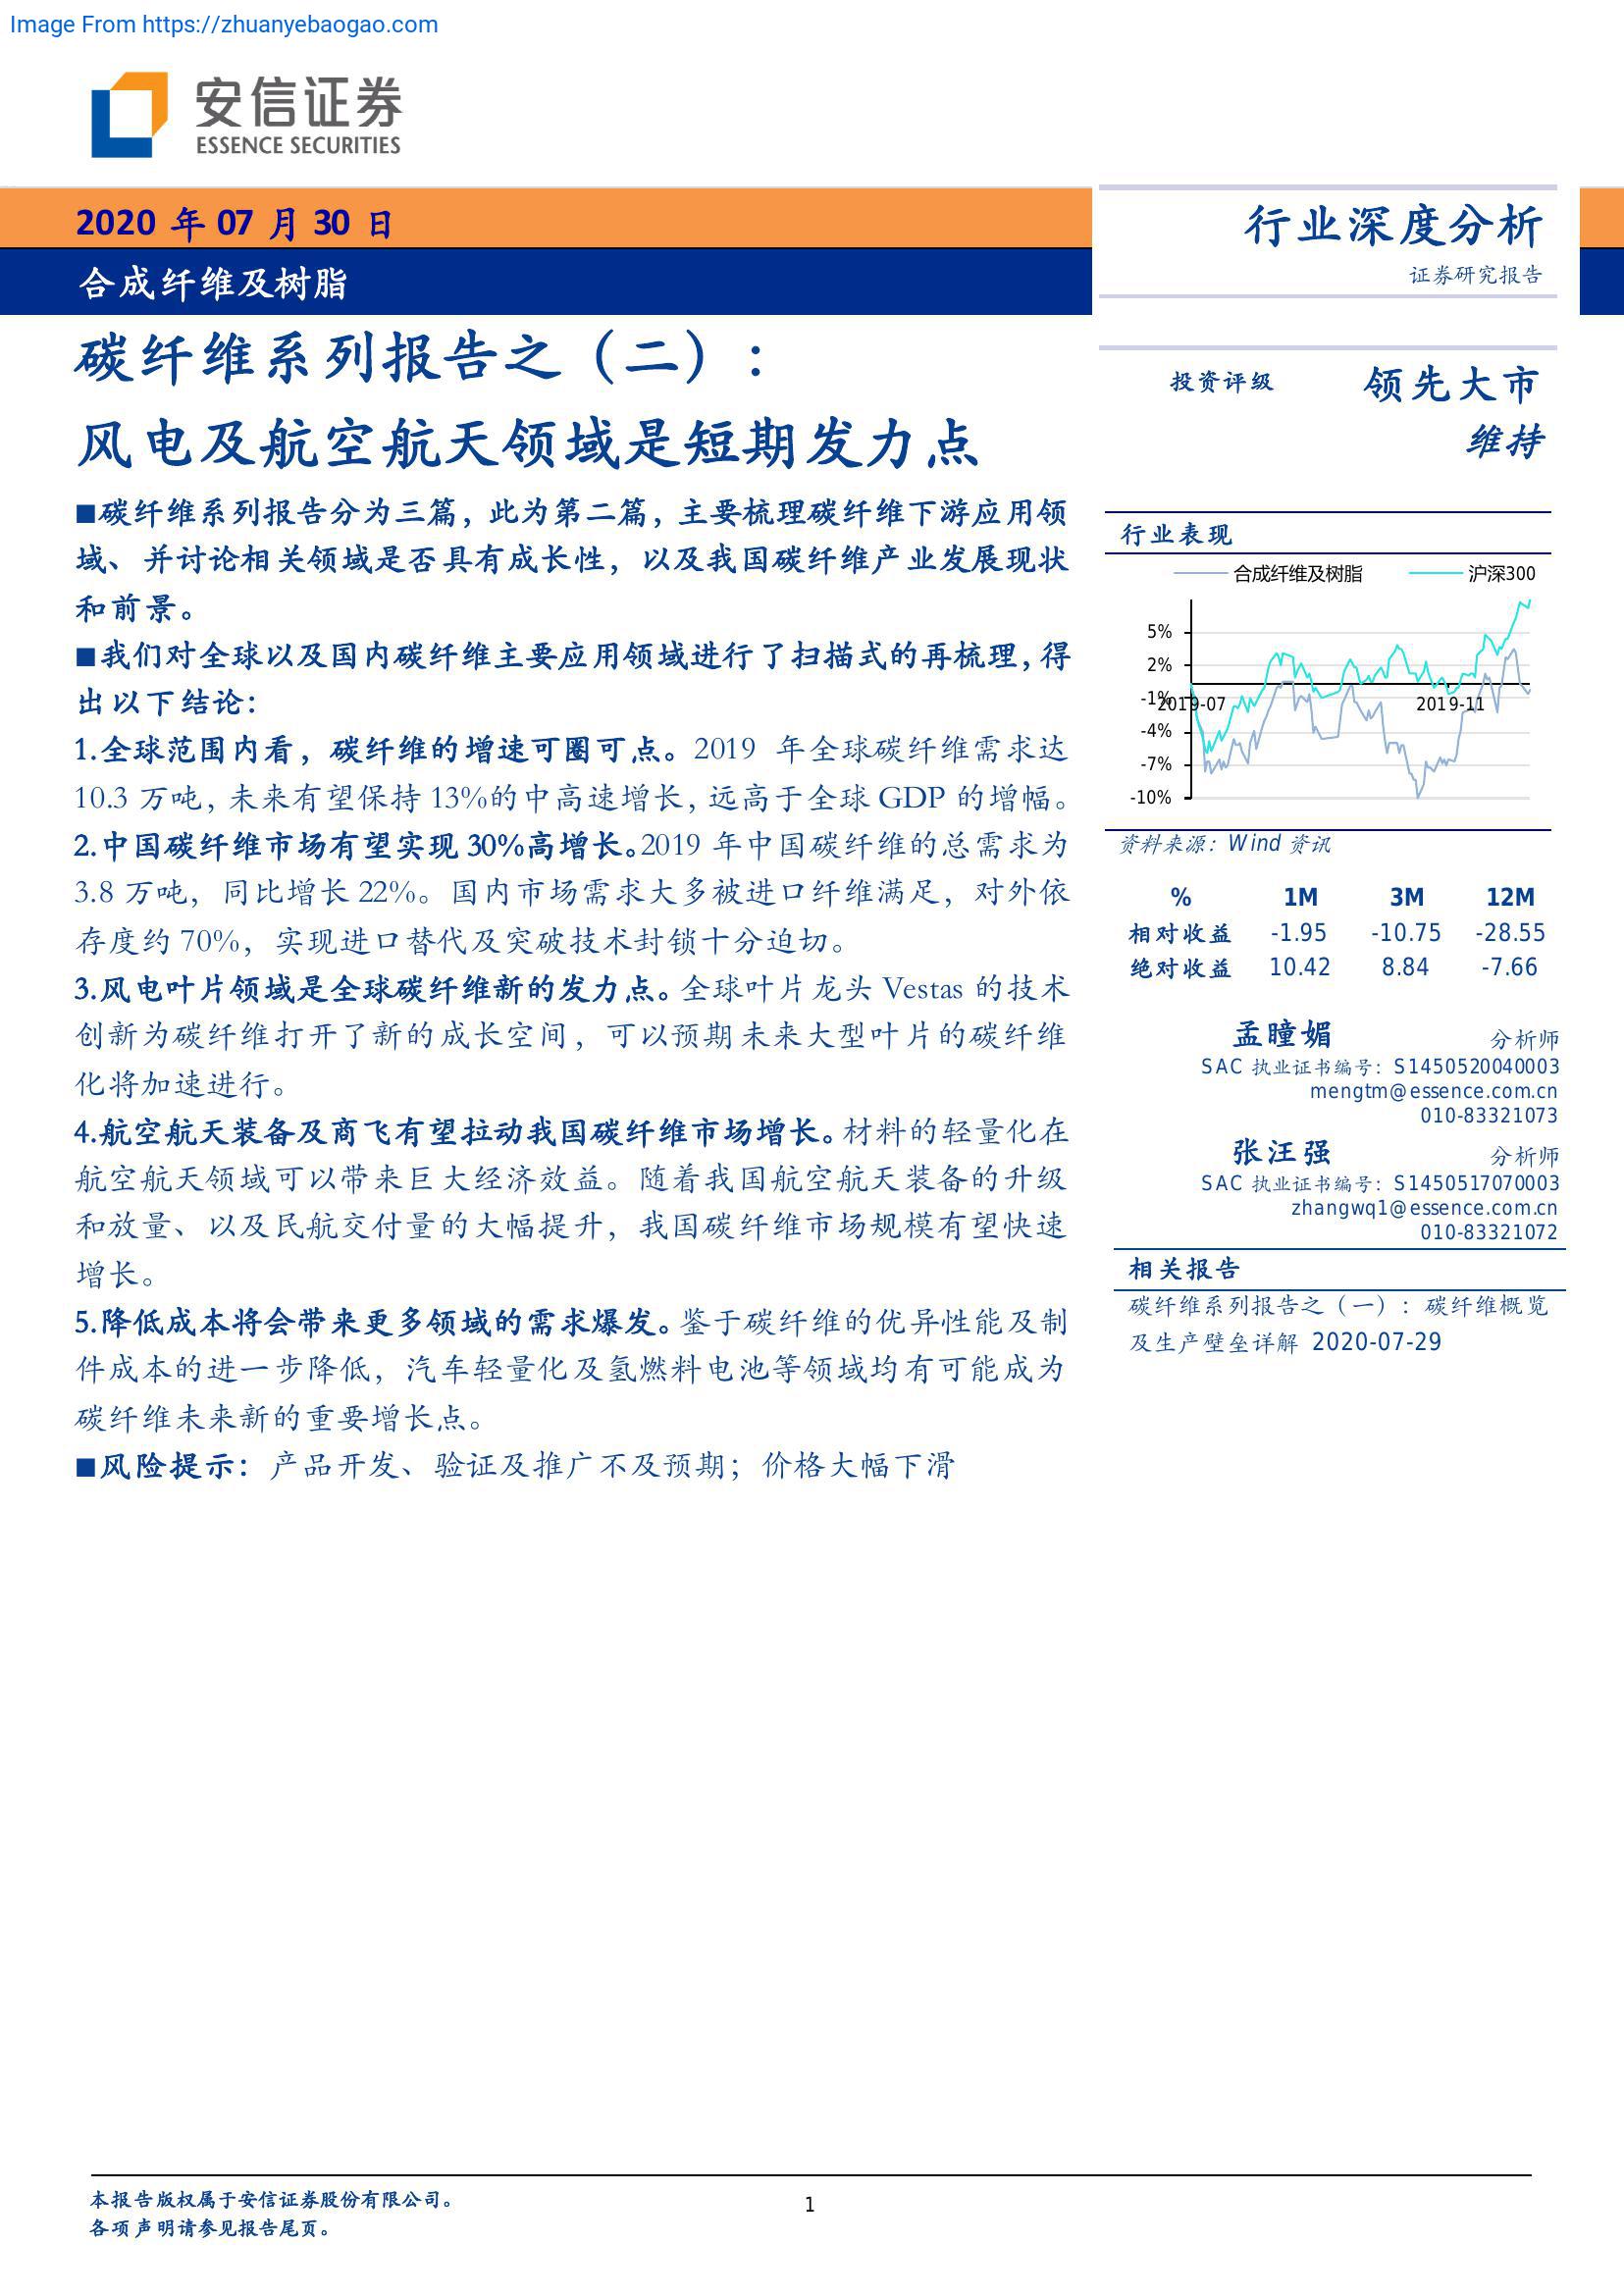 Image From https://zhuanyebaogao.com
安信证券
ESSENCE SECURITIES
2020 年 07 月 30 日
合成纤维及树脂
行业深度分析
证券研究报告
碳纤维系列报告之（二）：
风电及航空航天领域是短期发力点
■碳纤维系列报告分为三篇，此为第二篇，主要梳理碳纤维下游应用领
域、并讨论相关领域是否具有成长性，以及我国碳纤维产业发展现状
和前景。
■我们对全球以及国内碳纤维主要应用领域进行了扫描式的再梳理，得
出以下结论：
1.全球范围内看，碳纤维的增速可圈可点。2019 年全球碳纤维需求达
10.3 万吨，未来有望保持 13%的中高速增长，远高于全球 GDP 的增幅。
2.中国碳纤维市场有望实现 30%高增长。2019 年中国碳纤维的总需求为
3.8 万吨，同比增长 22%。国内市场需求大多被进口纤维满足，对外依
存度约 70%，实现进口替代及突破技术封锁十分迫切。
3.风电叶片领域是全球碳纤维新的发力点。全球叶片龙头 Vestas 的技术
创新为碳纤维打开了新的成长空间，可以预期未来大型叶片的碳纤维
化将加速进行。
4.航空航天装备及商飞有望拉动我国碳纤维市场增长。材料的轻量化在
航空航天领域可以带来巨大经济效益。随着我国航空航天装备的升级
和放量、以及民航交付量的大幅提升，我国碳纤维市场规模有望快速
增长。
5.降低成本将会带来更多领域的需求爆发。鉴于碳纤维的优异性能及制
件成本的进一步降低，汽车轻量化及氢燃料电池等领域均有可能成为
碳纤维未来新的重要增长点。
■风险提示：产品开发、验证及推广不及预期；价格大幅下滑
投资评级 领先大市
维持
行业表现
合成纤维及树脂 沪深300
5%
2%
-1%
2019-07 2019-11
-4%
-7%
-10%
资料来源：Wind 资讯
% 1M 3M 12M
相对收益 -1.95 -10.75 -28.55
绝对收益 10.42 8.84 -7.66
孟瞳媚 分析师
SAC 执业证书编号：S1450520040003
mengtm@essence.com.cn
010-83321073
张汪强 分析师
SAC 执业证书编号：S1450517070003
zhangwq1@essence.com.cn
010-83321072
相关报告
碳纤维系列报告之（一）：碳纤维概览
及生产壁垒详解 2020-07-29
本报告版权属于安信证券股份有限公司。
各项声明请参见报告尾页。
1